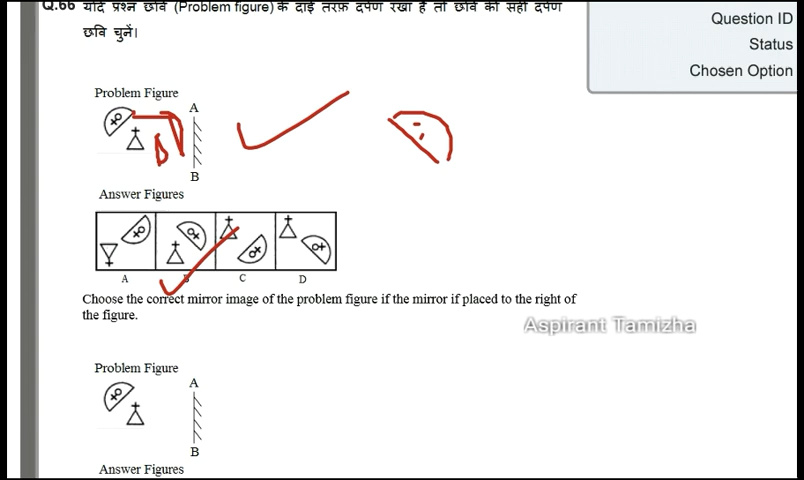 Q.66 यदि प्रश्न छवि (Problem figure) के दाईं तरफ़ दर्पण रखा है तो छवि की सही दर्पण
छवि चुनें।
Question ID
Status
Chosen Option
Problem Figure
A
B
Answer Figures
A
B
C
D
Choose the correct mirror image of the problem figure if the mirror if placed to the right of
the figure.
Aspirant Tamizha
Problem Figure
A
B
Answer Figures